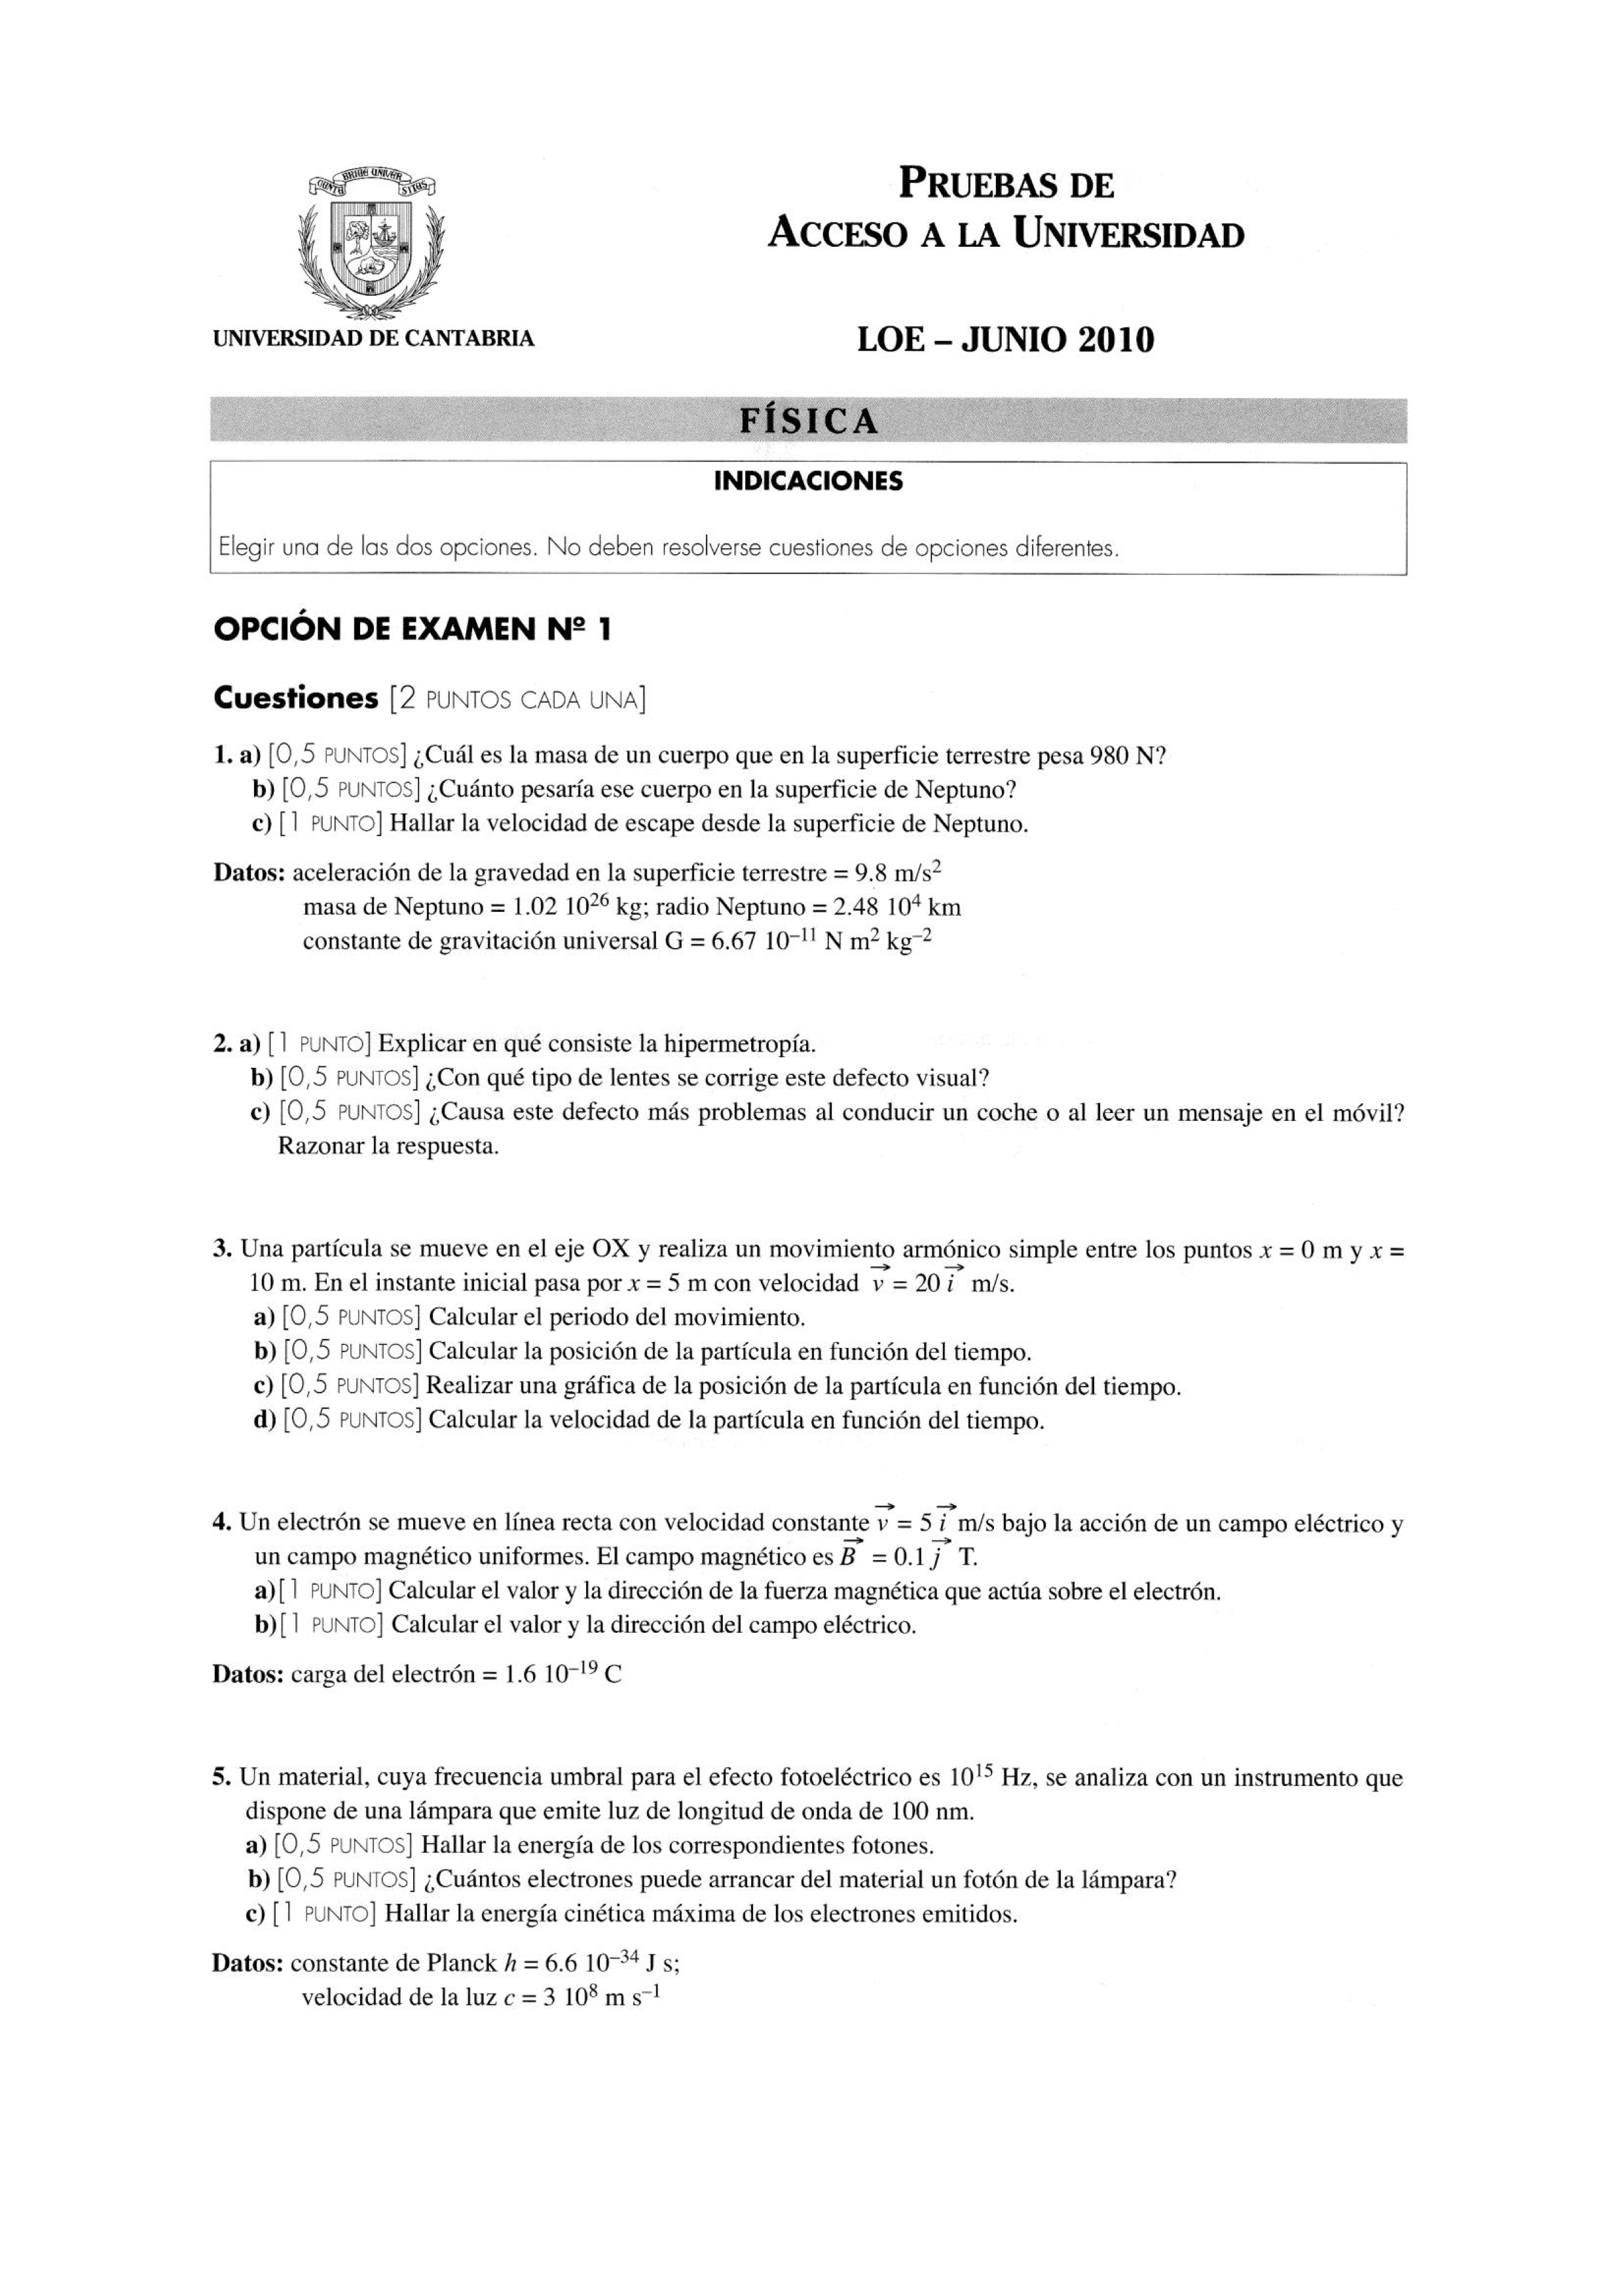 CANTA BRIGE UNIVER SITAS
PRUEBAS DE
ACCESO A LA UNIVERSIDAD
UNIVERSIDAD DE CANTABRIA
LOE – JUNIO 2010
FÍSICA
INDICACIONES
Elegir una de las dos opciones. No deben resolverse cuestiones de opciones diferentes.
OPCIÓN DE EXAMEN Nº 1
Cuestiones [2 PUNTOS CADA UNA]
1. a) [0,5 PUNTOS] ¿Cuál es la masa de un cuerpo que en la superficie terrestre pesa 980 N?
b) [0,5 PUNTOS] ¿Cuánto pesaría ese cuerpo en la superficie de Neptuno?
c) [1 PUNTO] Hallar la velocidad de escape desde la superficie de Neptuno.
Datos: aceleración de la gravedad en la superficie terrestre = 9.8 m/s²
masa de Neptuno = 1.02 10²⁶ kg; radio Neptuno = 2.48 10⁴ km
constante de gravitación universal G = 6.67 10⁻¹¹ N m² kg⁻²
2. a) [1 PUNTO] Explicar en qué consiste la hipermetropía.
b) [0,5 PUNTOS] ¿Con qué tipo de lentes se corrige este defecto visual?
c) [0,5 PUNTOS] ¿Causa este defecto más problemas al conducir un coche o al leer un mensaje en el móvil?
Razonar la respuesta.
3. Una partícula se mueve en el eje OX y realiza un movimiento armónico simple entre los puntos x = 0 m y x =
10 m. En el instante inicial pasa por x = 5 m con velocidad v⃗ = 20 i⃗ m/s.
a) [0,5 PUNTOS] Calcular el periodo del movimiento.
b) [0,5 PUNTOS] Calcular la posición de la partícula en función del tiempo.
c) [0,5 PUNTOS] Realizar una gráfica de la posición de la partícula en función del tiempo.
d) [0,5 PUNTOS] Calcular la velocidad de la partícula en función del tiempo.
4. Un electrón se mueve en línea recta con velocidad constante v⃗ = 5 i⃗ m/s bajo la acción de un campo eléctrico y
un campo magnético uniformes. El campo magnético es B⃗ = 0.1 j⃗ T.
a)[1 PUNTO] Calcular el valor y la dirección de la fuerza magnética que actúa sobre el electrón.
b)[1 PUNTO] Calcular el valor y la dirección del campo eléctrico.
Datos: carga del electrón = 1.6 10⁻¹⁹ C
5. Un material, cuya frecuencia umbral para el efecto fotoeléctrico es 10¹⁵ Hz, se analiza con un instrumento que
dispone de una lámpara que emite luz de longitud de onda de 100 nm.
a) [0,5 PUNTOS] Hallar la energía de los correspondientes fotones.
b) [0,5 PUNTOS] ¿Cuántos electrones puede arrancar del material un fotón de la lámpara?
c) [1 PUNTO] Hallar la energía cinética máxima de los electrones emitidos.
Datos: constante de Planck h = 6.6 10⁻³⁴ J s;
velocidad de la luz c = 3 10⁸ m s⁻¹